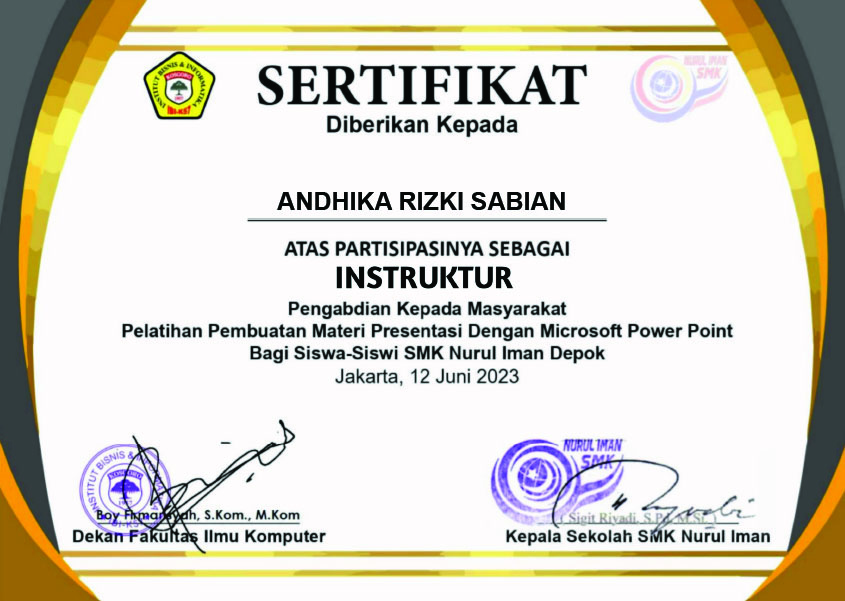 INSTITUT BISNIS & INFORMATIKA
KOSGORO
1957
IBI-K57
NURUL IMAN
SMK
SERTIFIKAT
Diberikan Kepada
ANDHIKA RIZKI SABIAN
ATAS PARTISIPASINYA SEBAGAI
INSTRUKTUR
Pengabdian Kepada Masyarakat
Pelatihan Pembuatan Materi Presentasi Dengan Microsoft Power Point
Bagi Siswa-Siswi SMK Nurul Iman Depok
Jakarta, 12 Juni 2023
INSTITUT BISNIS &
NURUL IMAN
SMK
Boy Firmansyah, S.Kom., M.Kom
( Sigit Riyadi, S.Pd, M.Si. )
Dekan Fakultas Ilmu Komputer
Kepala Sekolah SMK Nurul Iman